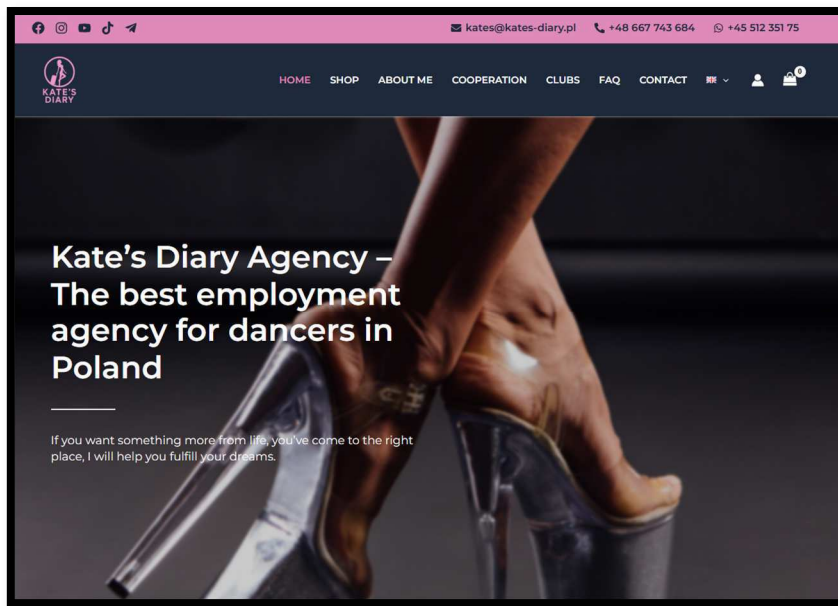 kates@kates-diary.pl +48 667 743 684 +45 512 351 75
KATE'S
DIARY
HOME SHOP ABOUT ME COOPERATION CLUBS FAQ CONTACT 0
Kate's Diary Agency –
The best employment
agency for dancers in
Poland
If you want something more from life, you've come to the right
place, I will help you fulfill your dreams.